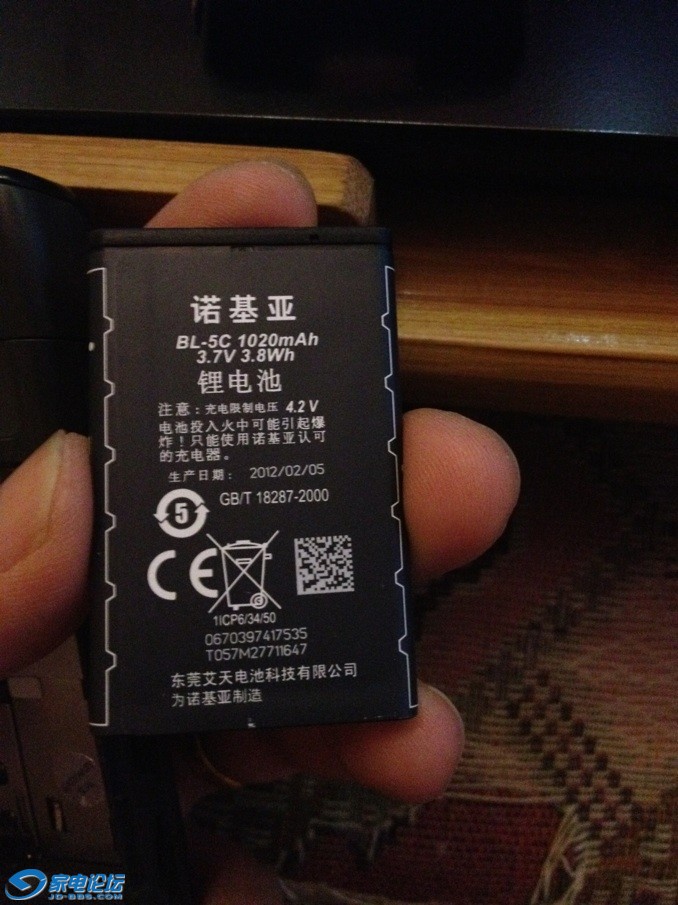 诺基亚
BL-5C 1020mAh
3.7V 3.8Wh
锂电池
注意：充电限制电压 4.2 V
电池投入火中可能引起爆
炸！只能使用诺基亚认可
的充电器。
生产日期： 2012/02/05
5 GB/T 18287-2000
CE
1ICP6/34/50
0670397417535
T057M27711647
东莞艾天电池科技有限公司
为诺基亚制造
家电论坛
JD-BBS.COM